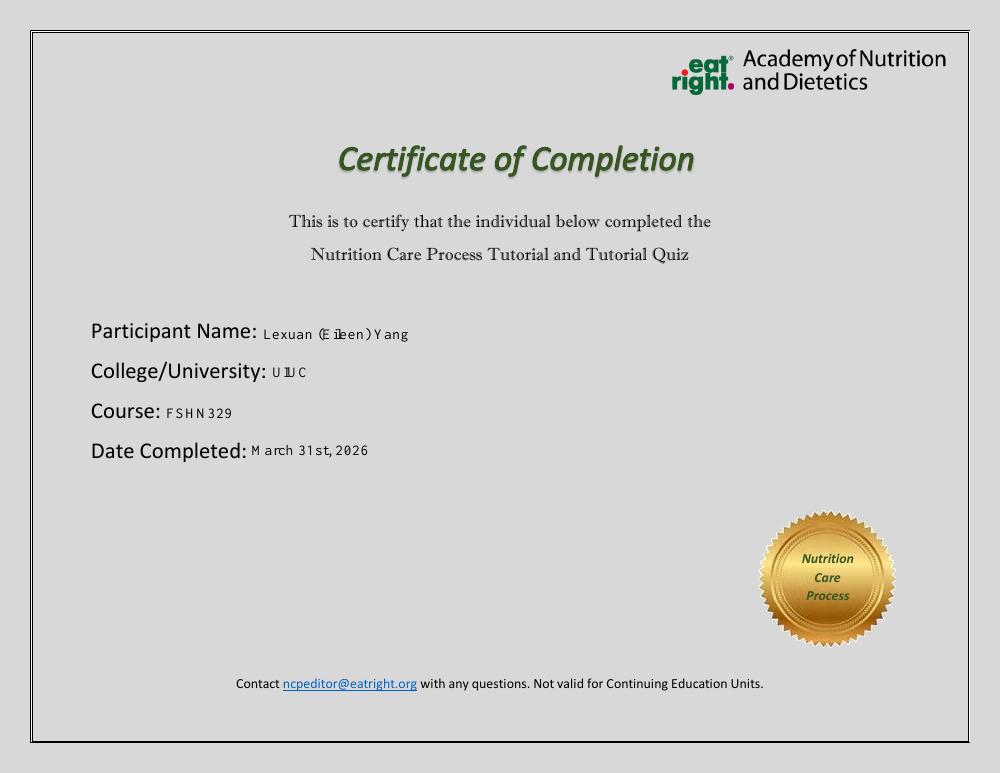 eat® right. Academy of Nutrition
and Dietetics
Certificate of Completion
This is to certify that the individual below completed the
Nutrition Care Process Tutorial and Tutorial Quiz
Participant Name: Lexuan (Eileen) Yang
College/University: UIUC
Course: FSHN 329
Date Completed: March 31st, 2026
Nutrition
Care
Process
Contact ncpeditor@eatright.org with any questions. Not valid for Continuing Education Units.